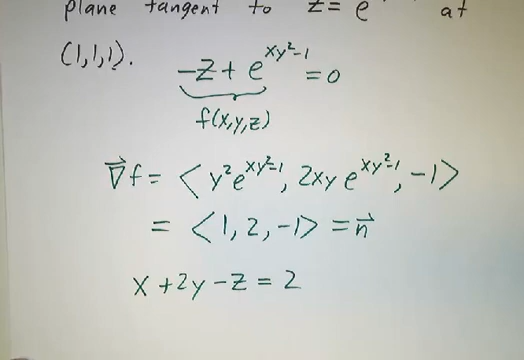 plane tangent to z = e at
(1,1,1).
-z + e^{xy²-1} = 0
f(x,y,z)
∇⃗f = ⟨y²e^{xy²-1}, 2xy e^{xy²-1}, -1⟩
= ⟨1, 2, -1⟩ = n⃗
x + 2y - z = 2